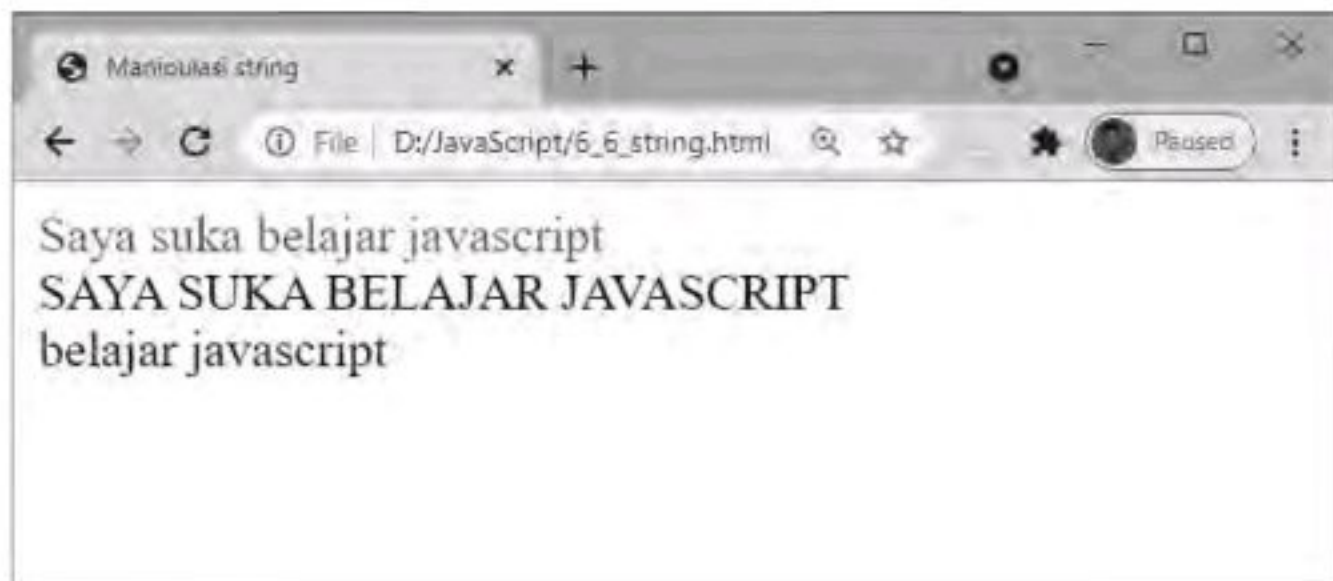 Manipulasi string
File D:/JavaScript/6_6_string.html Paused
Saya suka belajar javascript
SAYA SUKA BELAJAR JAVASCRIPT
belajar javascript